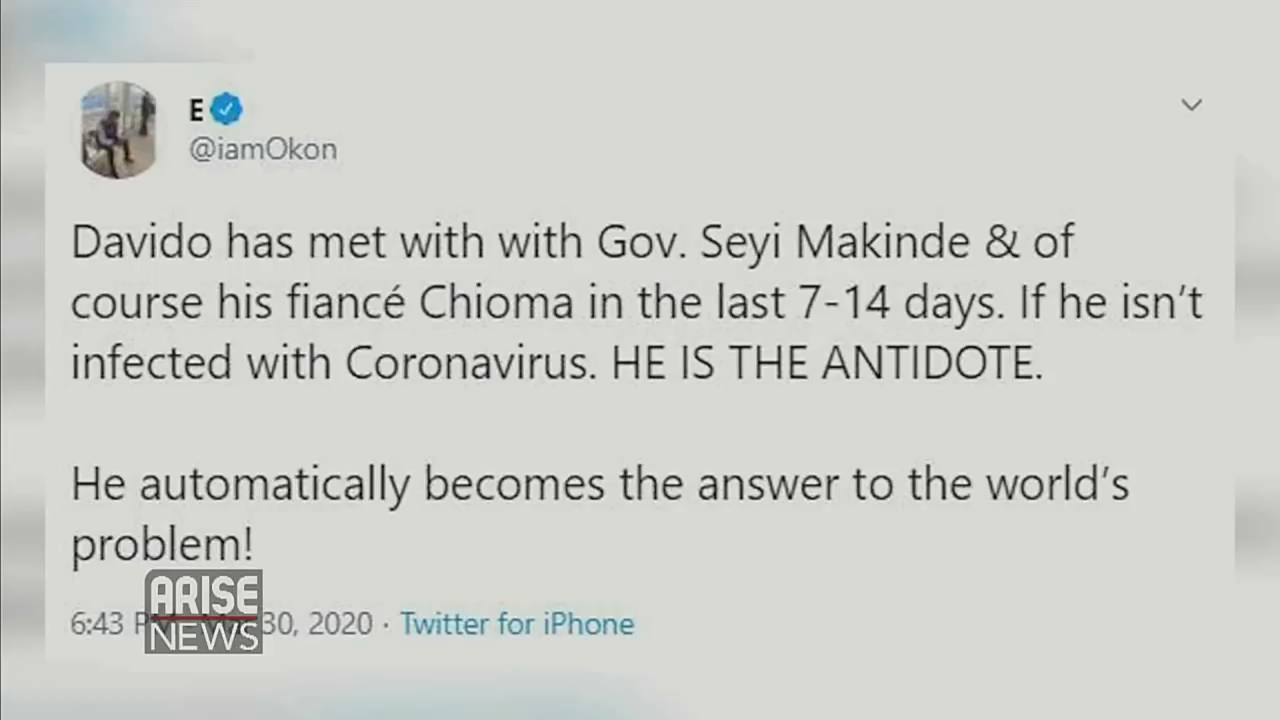 E
@iamOkon
Davido has met with with Gov. Seyi Makinde & of
course his fiancé Chioma in the last 7-14 days. If he isn't
infected with Coronavirus. HE IS THE ANTIDOTE.
He automatically becomes the answer to the world's
problem!
6:43 30, 2020 · Twitter for iPhone
ARISE
NEWS